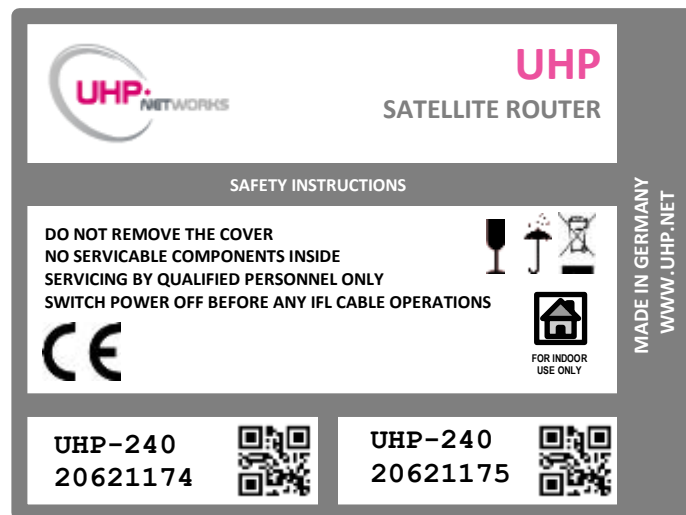 UHP.
NETWORKS
UHP
SATELLITE ROUTER
SAFETY INSTRUCTIONS
DO NOT REMOVE THE COVER
NO SERVICABLE COMPONENTS INSIDE
SERVICING BY QUALIFIED PERSONNEL ONLY
SWITCH POWER OFF BEFORE ANY IFL CABLE OPERATIONS
CE
FOR INDOOR
USE ONLY
UHP-240
20621174
UHP-240
20621175
MADE IN GERMANY
WWW.UHP.NET